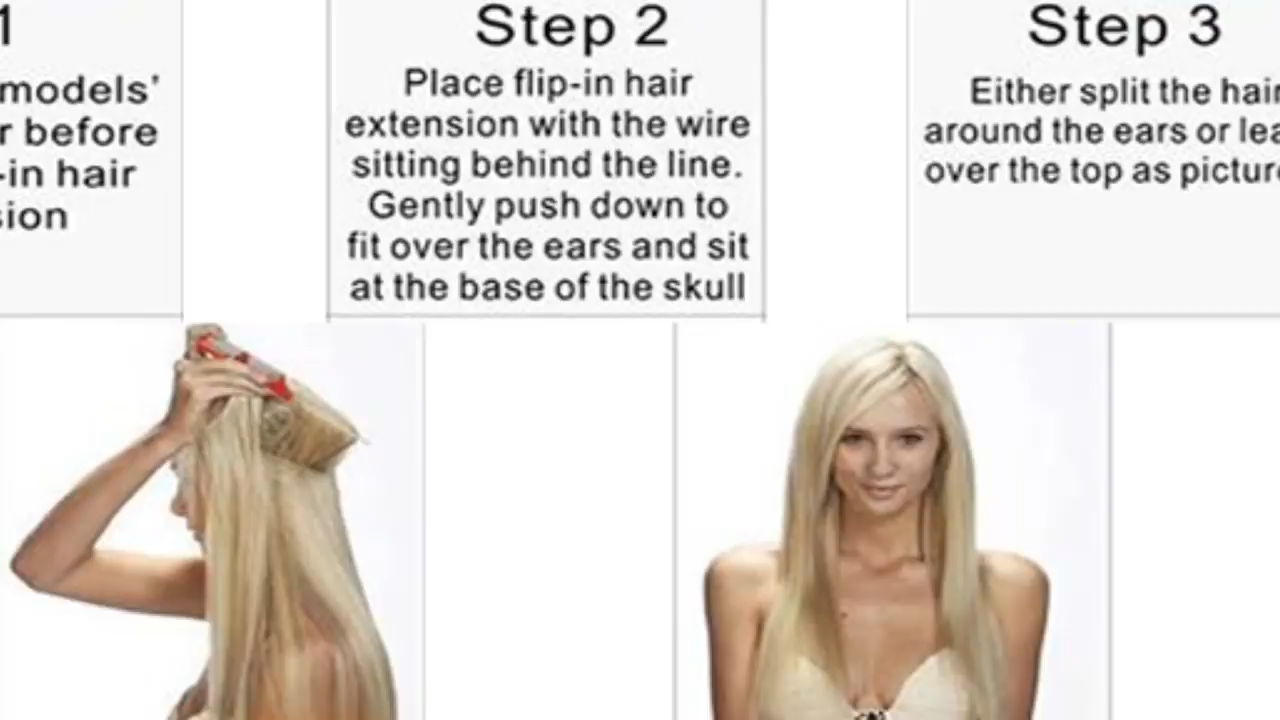 1
models'
r before
-in hair
sion
Step 2
Place flip-in hair
extension with the wire
sitting behind the line.
Gently push down to
fit over the ears and sit
at the base of the skull
Step 3
Either split the hair
around the ears or lea
over the top as picture